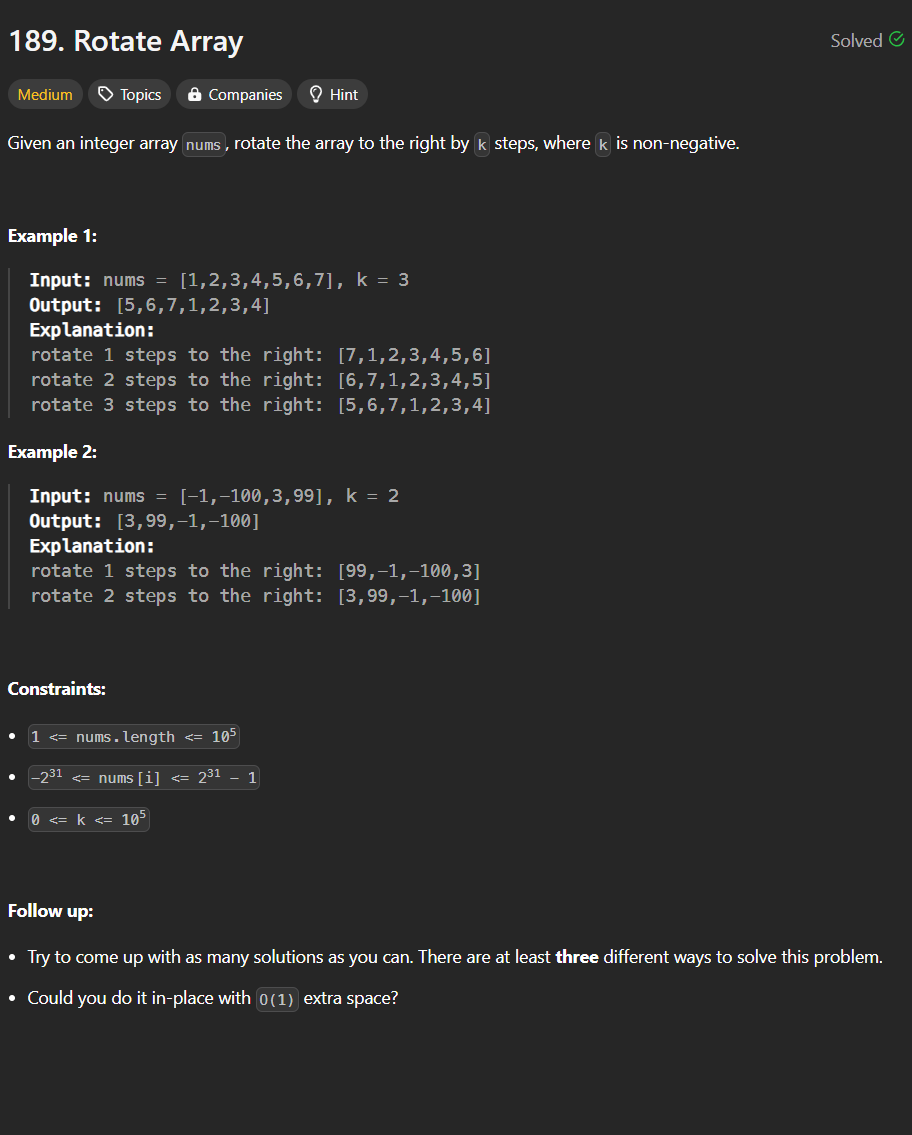 189. Rotate Array
Solved
Medium Topics Companies Hint
Given an integer array nums, rotate the array to the right by k steps, where k is non-negative.
Example 1:
Input: nums = [1,2,3,4,5,6,7], k = 3
Output: [5,6,7,1,2,3,4]
Explanation:
rotate 1 steps to the right: [7,1,2,3,4,5,6]
rotate 2 steps to the right: [6,7,1,2,3,4,5]
rotate 3 steps to the right: [5,6,7,1,2,3,4]
Example 2:
Input: nums = [-1,-100,3,99], k = 2
Output: [3,99,-1,-100]
Explanation:
rotate 1 steps to the right: [99,-1,-100,3]
rotate 2 steps to the right: [3,99,-1,-100]
Constraints:
• 1 <= nums.length <= 10⁵
• -2³¹ <= nums[i] <= 2³¹ - 1
• 0 <= k <= 10⁵
Follow up:
• Try to come up with as many solutions as you can. There are at least three different ways to solve this problem.
• Could you do it in-place with O(1) extra space?